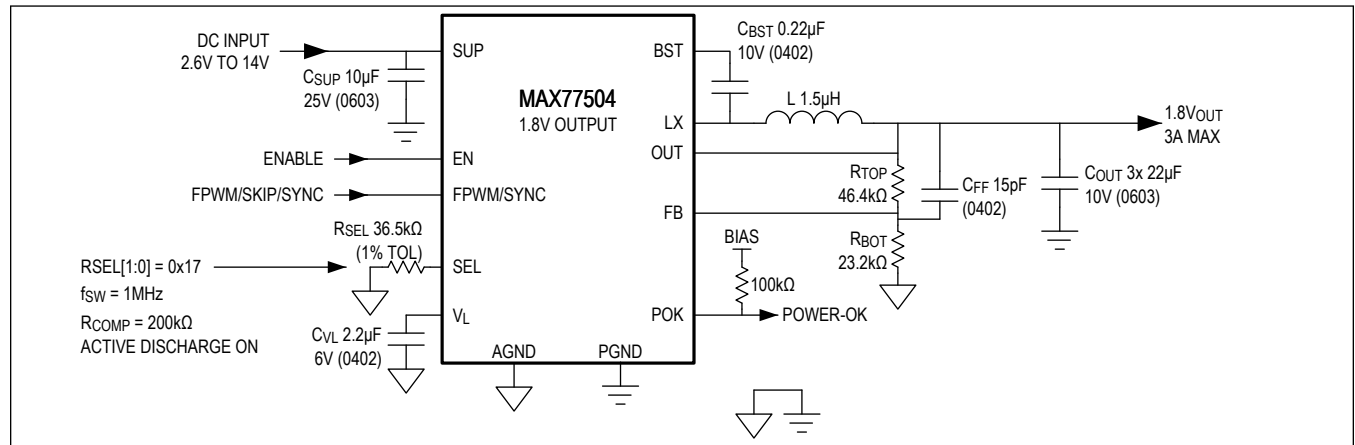 DC INPUT
2.6V TO 14V
CSUP 10µF
25V (0603)
SUP
BST
CBST 0.22µF
10V (0402)
MAX77504
1.8V OUTPUT
LX
L 1.5µH
1.8VOUT
3A MAX
OUT
ENABLE
EN
RTOP
46.4kΩ
CFF 15pF
(0402)
COUT 3x 22µF
10V (0603)
FPWM/SKIP/SYNC
FPWM/SYNC
FB
RSEL 36.5kΩ
(1% TOL)
SEL
BIAS
RBOT
23.2kΩ
100kΩ
RSEL[1:0] = 0x17
fSW = 1MHz
RCOMP = 200kΩ
ACTIVE DISCHARGE ON
VL
CVL 2.2µF
6V (0402)
POK
POWER-OK
AGND
PGND